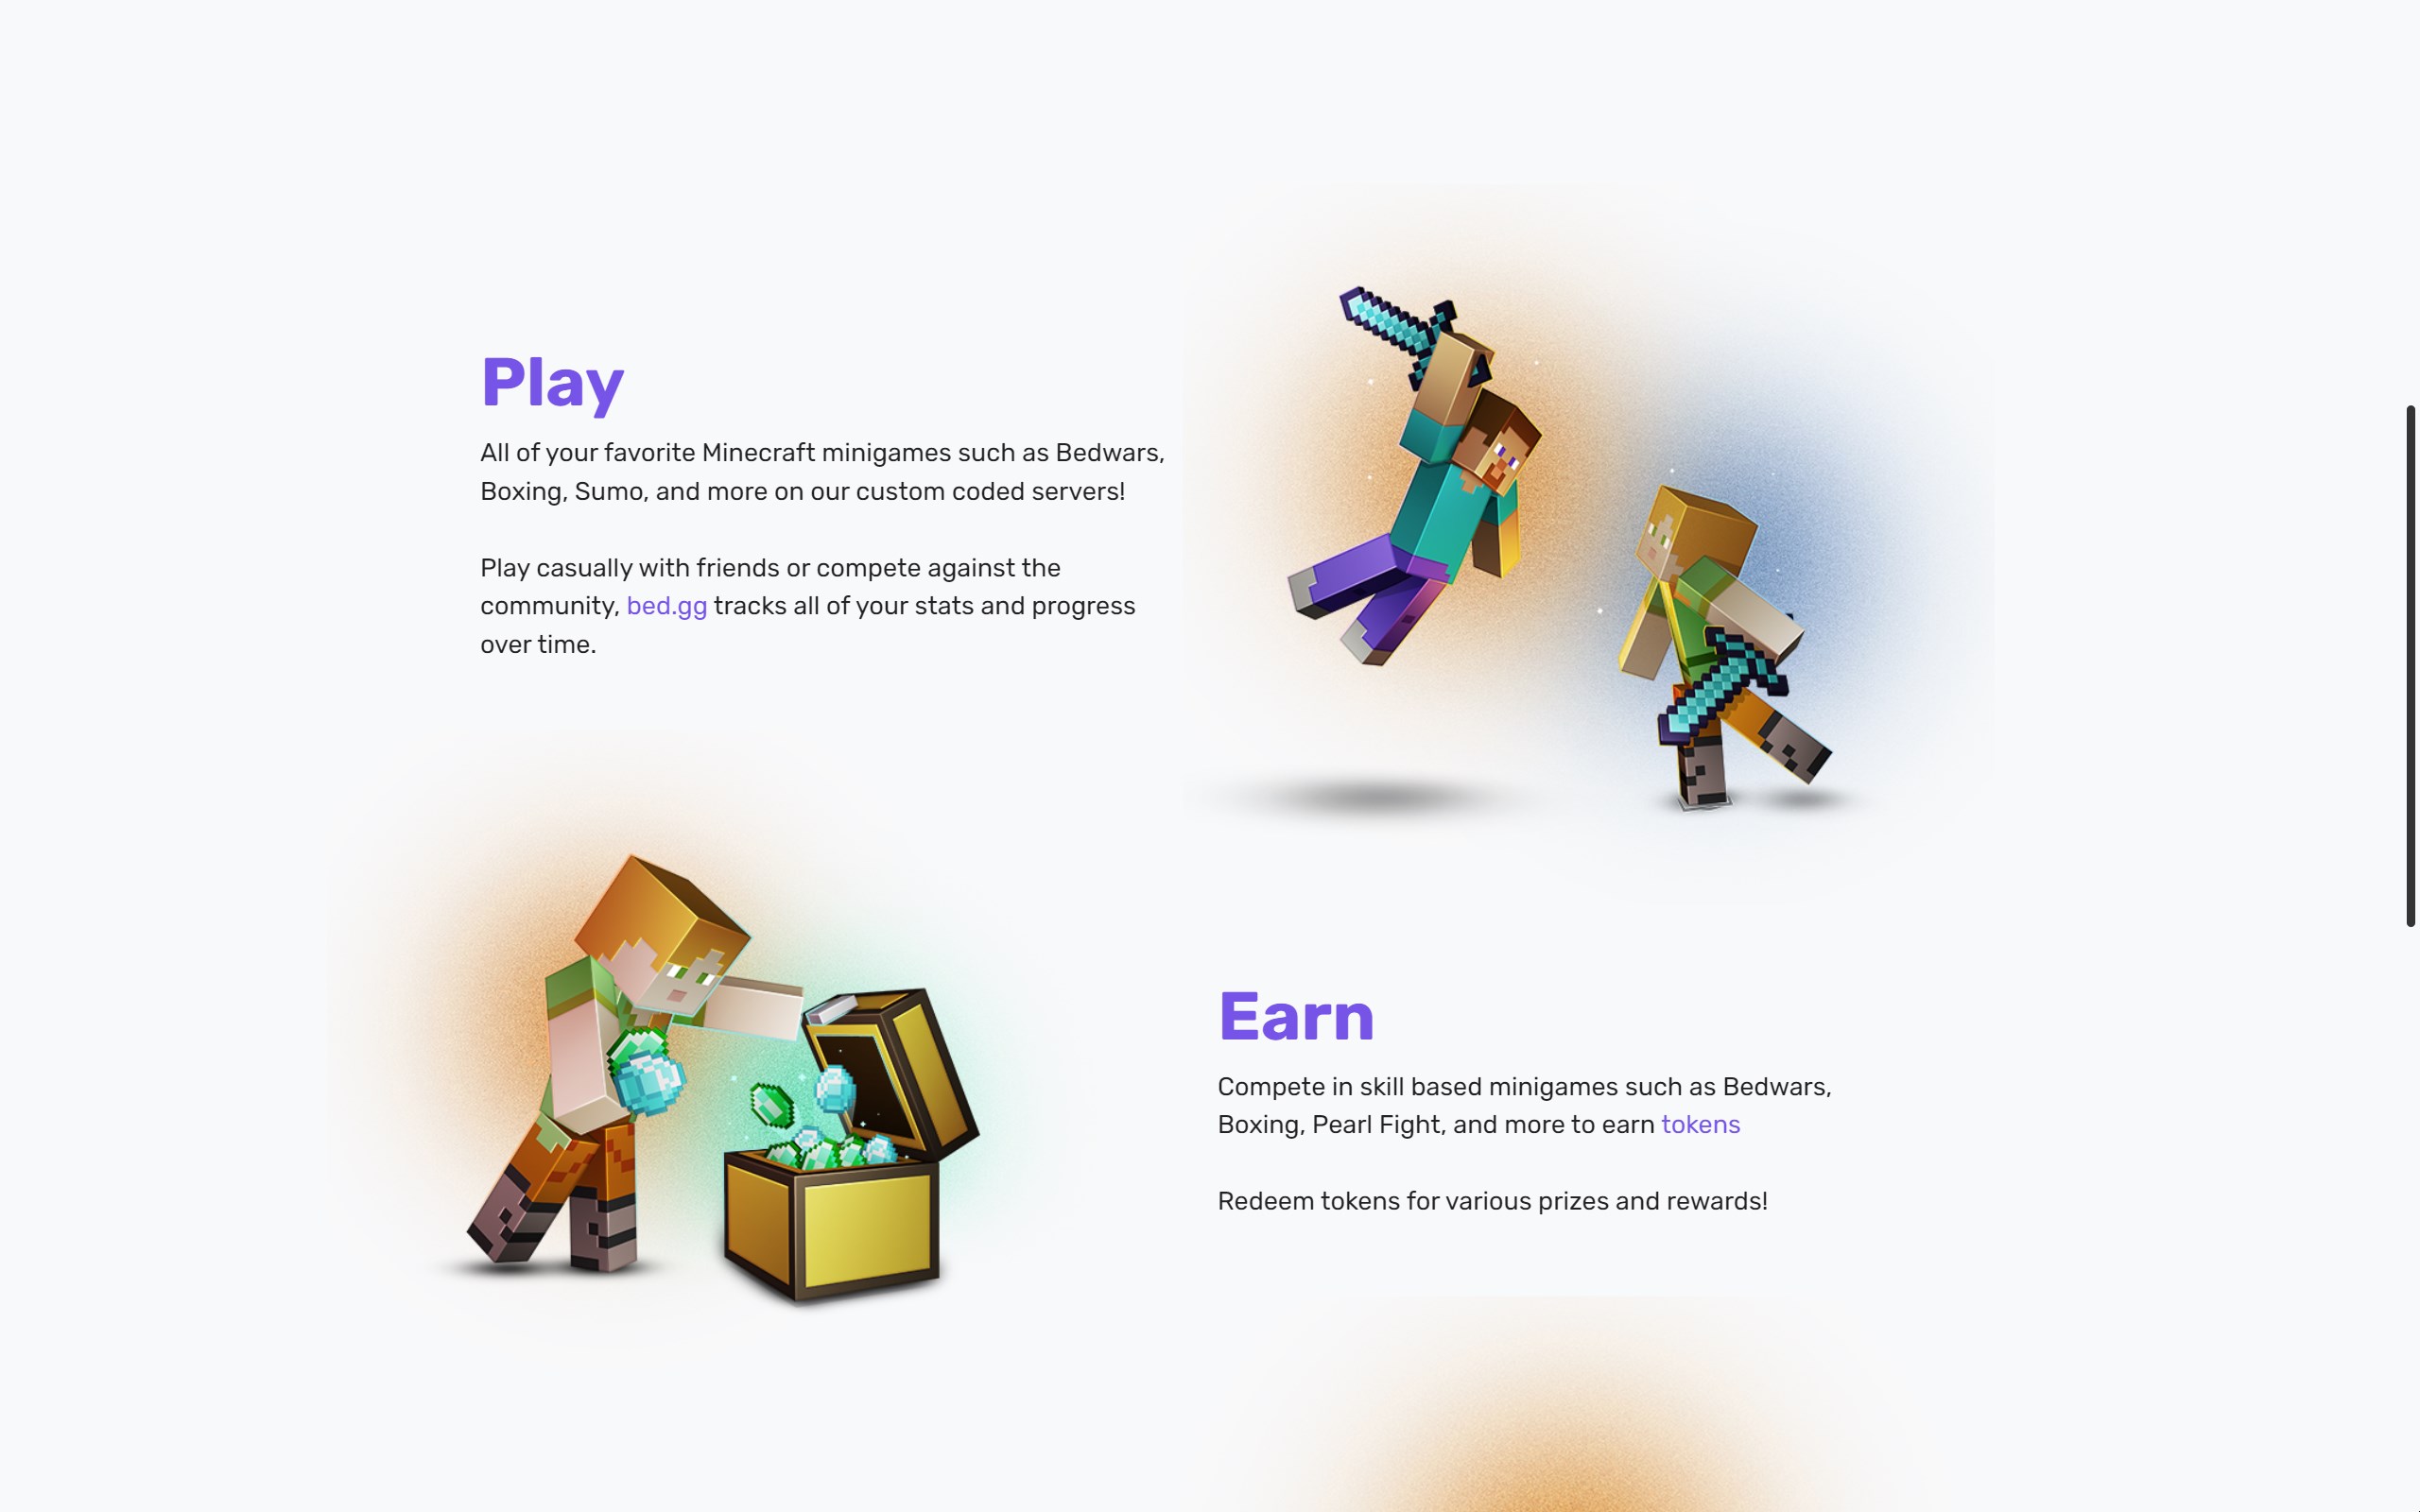 Play
All of your favorite Minecraft minigames such as Bedwars,
Boxing, Sumo, and more on our custom coded servers!
Play casually with friends or compete against the
community, bed.gg tracks all of your stats and progress
over time.
Earn
Compete in skill based minigames such as Bedwars,
Boxing, Pearl Fight, and more to earn tokens
Redeem tokens for various prizes and rewards!